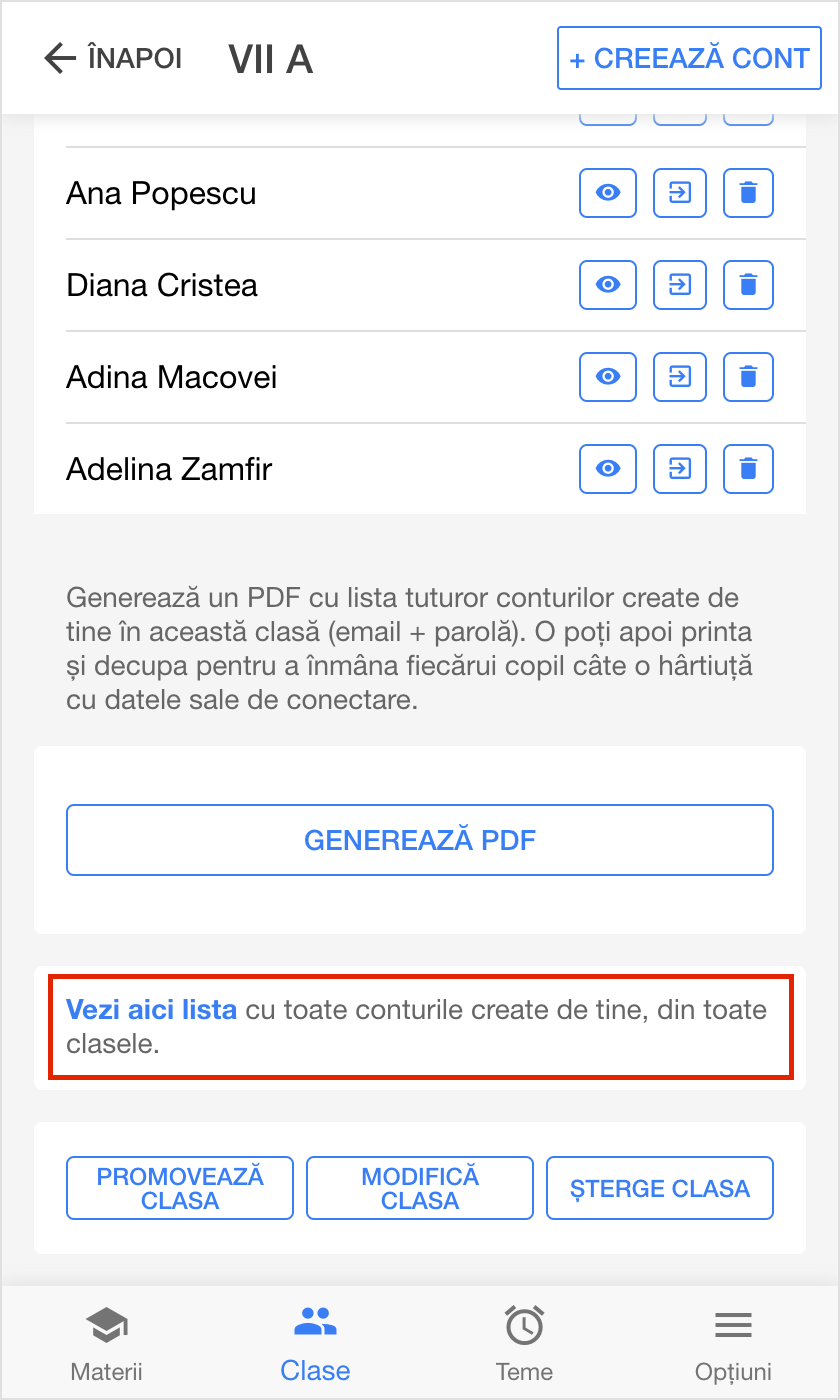 ÎNAPOI VII A + CREEAZĂ CONT
Ana Popescu
Diana Cristea
Adina Macovei
Adelina Zamfir
Generează un PDF cu lista tuturor conturilor create de
tine în această clasă (email + parolă). O poți apoi printa
și decupa pentru a înmâna fiecărui copil câte o hârtiuță
cu datele sale de conectare.
GENEREAZĂ PDF
Vezi aici lista cu toate conturile create de tine, din toate
clasele.
PROMOVEAZĂ
CLASA
MODIFICĂ
CLASA
ȘTERGE CLASA
Materii Clase Teme Opțiuni